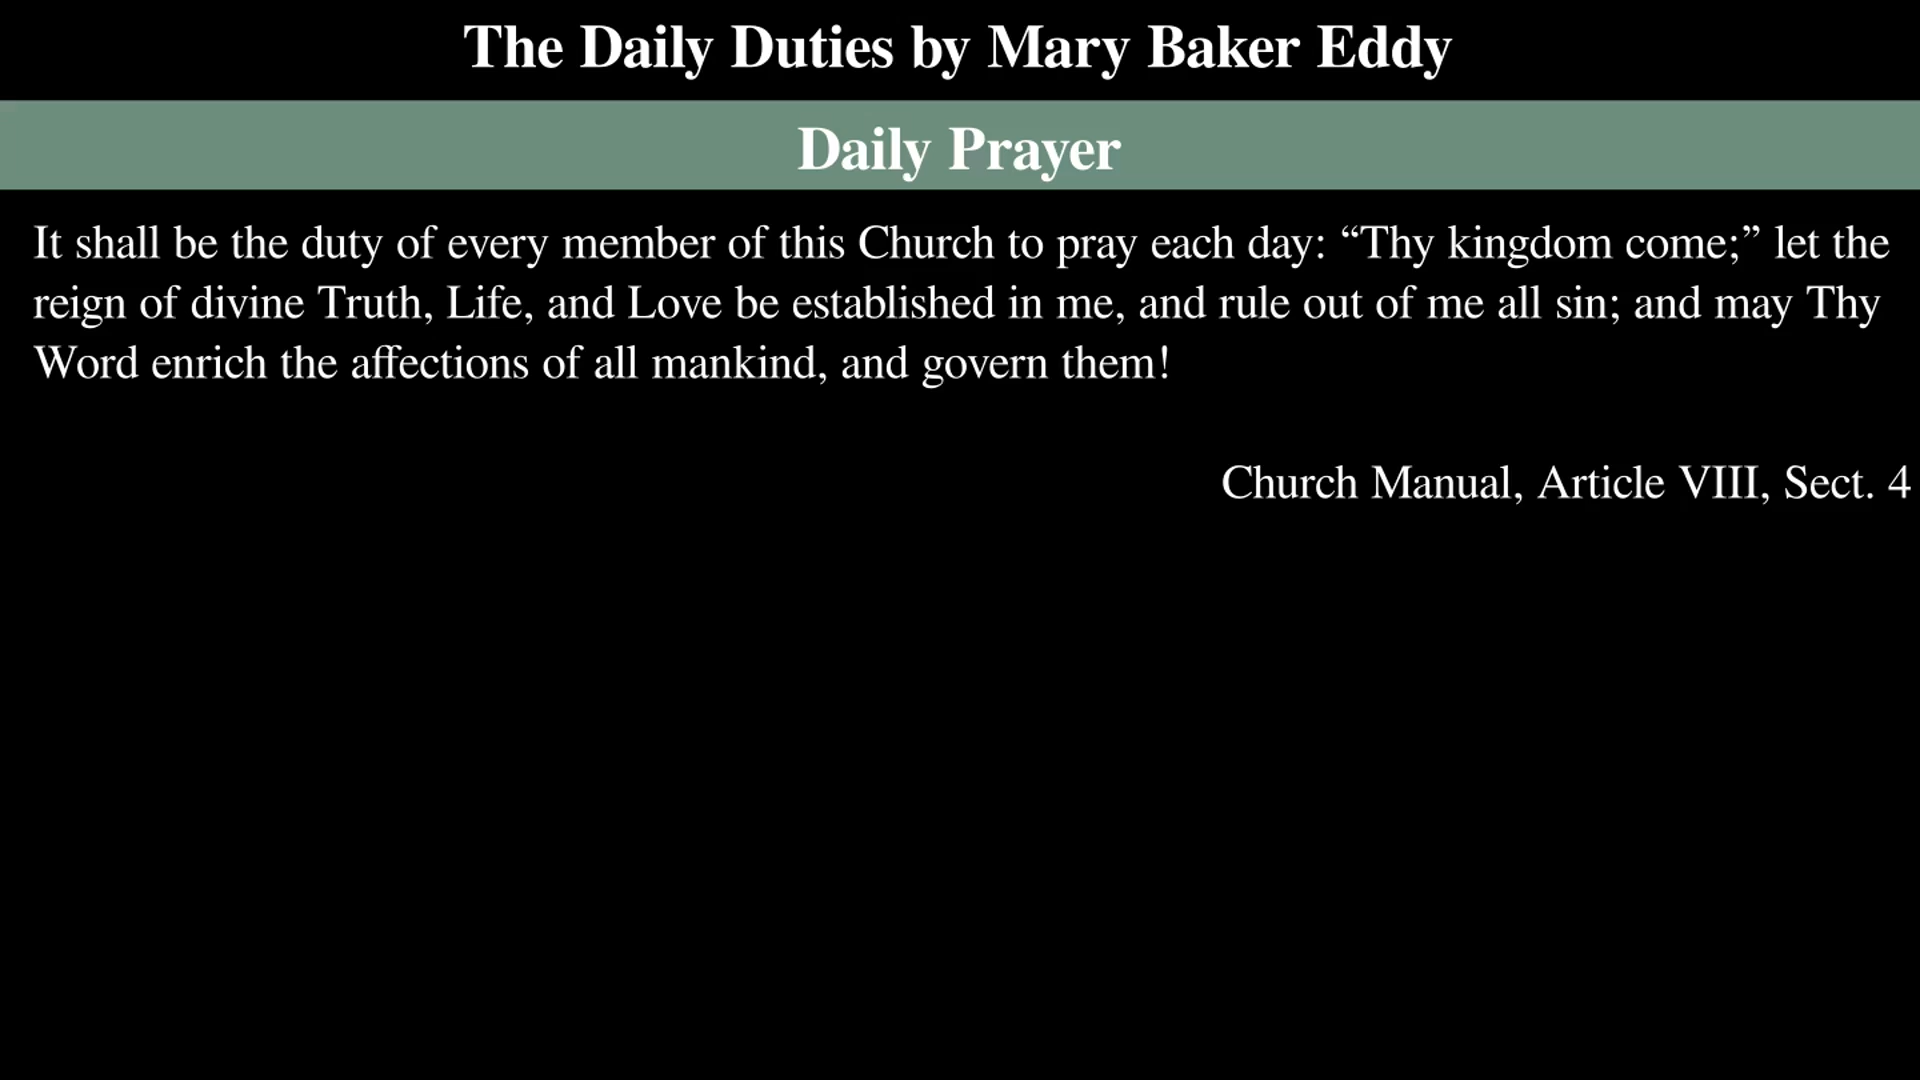 The Daily Duties by Mary Baker Eddy
Daily Prayer
It shall be the duty of every member of this Church to pray each day: “Thy kingdom come;” let the
reign of divine Truth, Life, and Love be established in me, and rule out of me all sin; and may Thy
Word enrich the affections of all mankind, and govern them!
Church Manual, Article VIII, Sect. 4